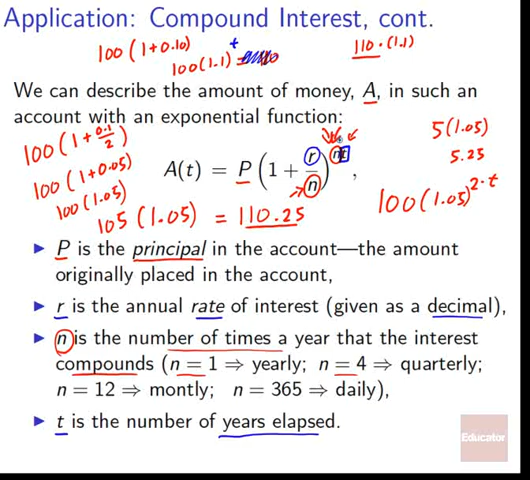 Application: Compound Interest, cont.
100(1+0.10)
100(1.1)^t
110·(1.1)
We can describe the amount of money, A, in such an
account with an exponential function:
100(1+0.1/2)
100(1+0.05)
100(1.05)
105(1.05) = 110.25
A(t) = P(1 + r/n)^nt,
5(1.05)
5.25
100(1.05)^2·t
▶ P is the principal in the account—the amount
originally placed in the account,
▶ r is the annual rate of interest (given as a decimal),
▶ n is the number of times a year that the interest
compounds (n = 1 ⇒ yearly; n = 4 ⇒ quarterly;
n = 12 ⇒ montly; n = 365 ⇒ daily),
▶ t is the number of years elapsed.
Educator